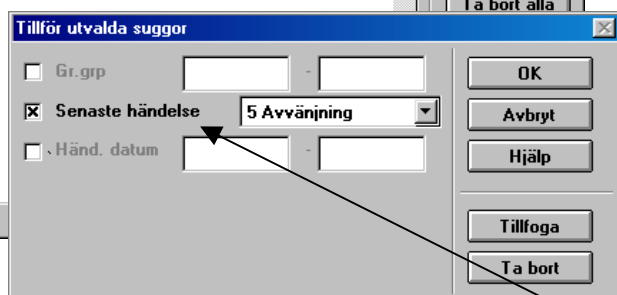 Ta bort alla
Tillför utvalda suggor
Gr.grp -
OK
Senaste händelse 5 Avvänjning
Avbryt
Händ. datum -
Hjälp
Tillfoga
Ta bort